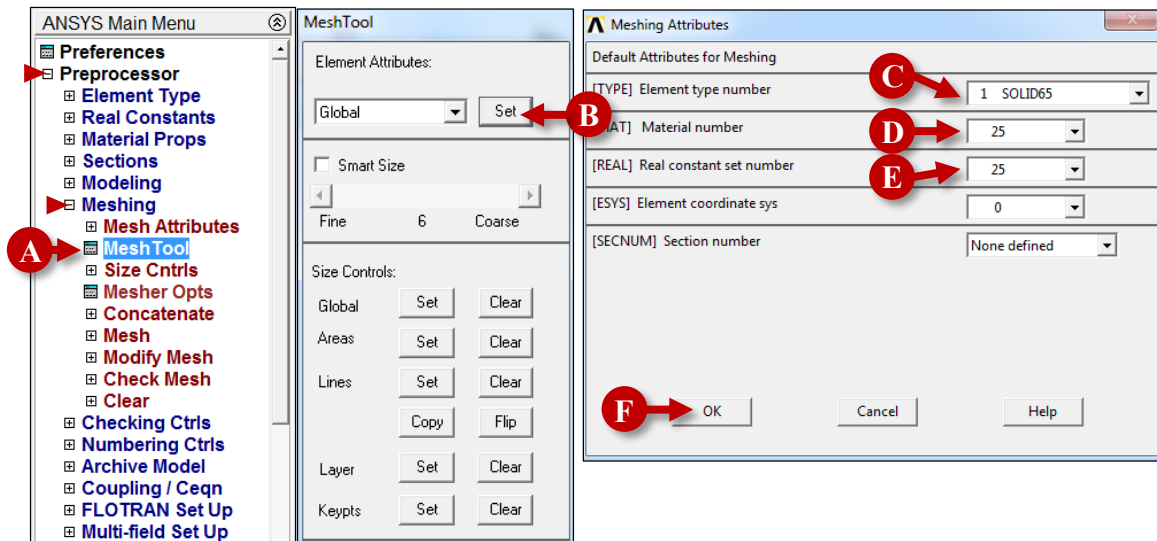 ANSYS Main Menu
Preferences
Preprocessor
Element Type
Real Constants
Material Props
Sections
Modeling
Meshing
Mesh Attributes
A
MeshTool
Size Cntrls
Mesher Opts
Concatenate
Mesh
Modify Mesh
Check Mesh
Clear
Checking Ctrls
Numbering Ctrls
Archive Model
Coupling / Ceqn
FLOTRAN Set Up
Multi-field Set Up
MeshTool
Element Attributes:
Global Set B
Smart Size
Fine 6 Coarse
Size Controls:
Global Set Clear
Areas Set Clear
Lines Set Clear
Copy Flip
Layer Set Clear
Keypts Set Clear
Meshing Attributes
Default Attributes for Meshing
[TYPE] Element type number C 1 SOLID65
Material number D 25
[REAL] Real constant set number E 25
[ESYS] Element coordinate sys 0
[SECNUM] Section number None defined
F OK Cancel Help